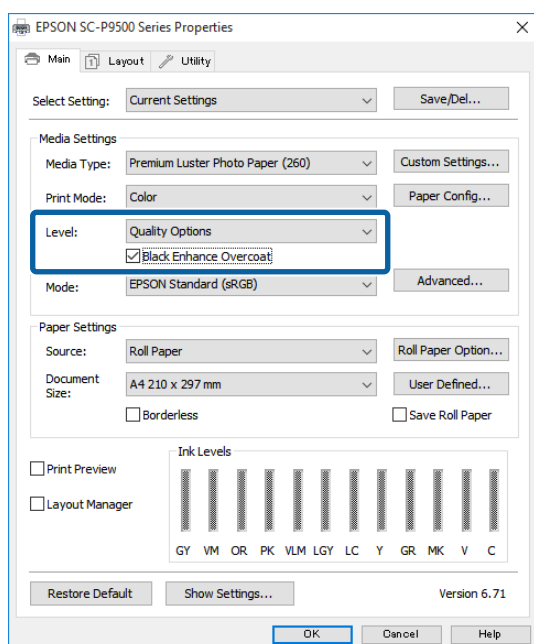 EPSON SC-P9500 Series Properties
Main Layout Utility
Select Setting: Current Settings Save/Del...
Media Settings
Media Type: Premium Luster Photo Paper (260) Custom Settings...
Print Mode: Color Paper Config...
Level: Quality Options
Black Enhance Overcoat
Mode: EPSON Standard (sRGB) Advanced...
Paper Settings
Source: Roll Paper Roll Paper Option...
Document Size: A4 210 x 297 mm User Defined...
Borderless Save Roll Paper
Ink Levels
Print Preview
Layout Manager
GY VM OR PK VLM LGY LC Y GR MK V C
Restore Default Show Settings... Version 6.71
OK Cancel Help